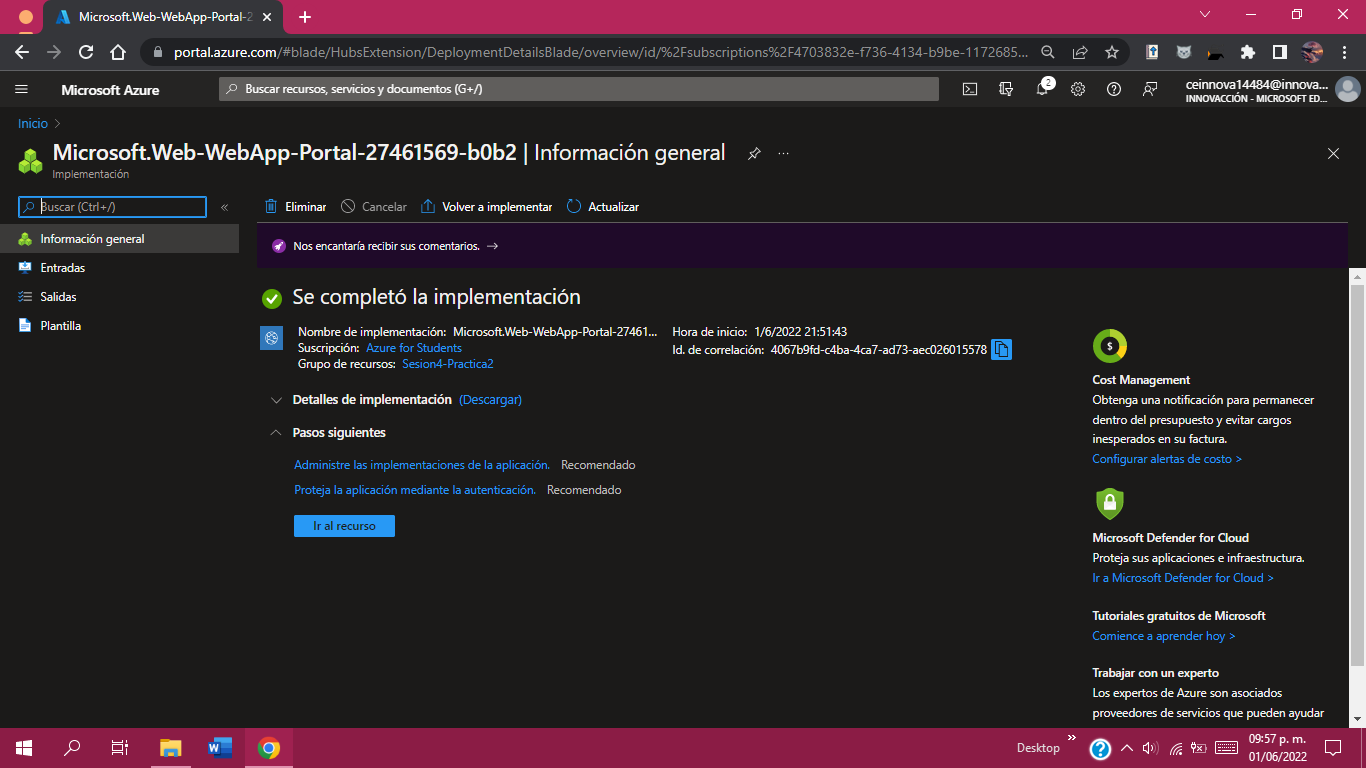 Microsoft.Web-WebApp-Portal-2
portal.azure.com/#blade/HubsExtension/DeploymentDetailsBlade/overview/id/%2Fsubscriptions%2F4703832e-f736-4134-b9be-1172685...
Microsoft Azure
Buscar recursos, servicios y documentos (G+/)
2
ceinnova14484@innova...
INNOVACCIÓN - MICROSOFT ED...
Inicio >
Microsoft.Web-WebApp-Portal-27461569-b0b2 | Información general
...
Implementación
Buscar (Ctrl+/)
«
Eliminar
Cancelar
Volver a implementar
Actualizar
Información general
Entradas
Salidas
Plantilla
Nos encantaría recibir sus comentarios. →
Se completó la implementación
Nombre de implementación: Microsoft.Web-WebApp-Portal-27461...
Suscripción: Azure for Students
Grupo de recursos: Sesion4-Practica2
Hora de inicio: 1/6/2022 21:51:43
Id. de correlación: 4067b9fd-c4ba-4ca7-ad73-aec026015578
Detalles de implementación (Descargar)
Pasos siguientes
Administre las implementaciones de la aplicación. Recomendado
Proteja la aplicación mediante la autenticación. Recomendado
Ir al recurso
$
Cost Management
Obtenga una notificación para permanecer
dentro del presupuesto y evitar cargos
inesperados en su factura.
Configurar alertas de costo >
Microsoft Defender for Cloud
Proteja sus aplicaciones e infraestructura.
Ir a Microsoft Defender for Cloud >
Tutoriales gratuitos de Microsoft
Comience a aprender hoy >
Trabajar con un experto
Los expertos de Azure son asociados
proveedores de servicios que pueden ayudar
Desktop
»
09:57 p. m.
01/06/2022